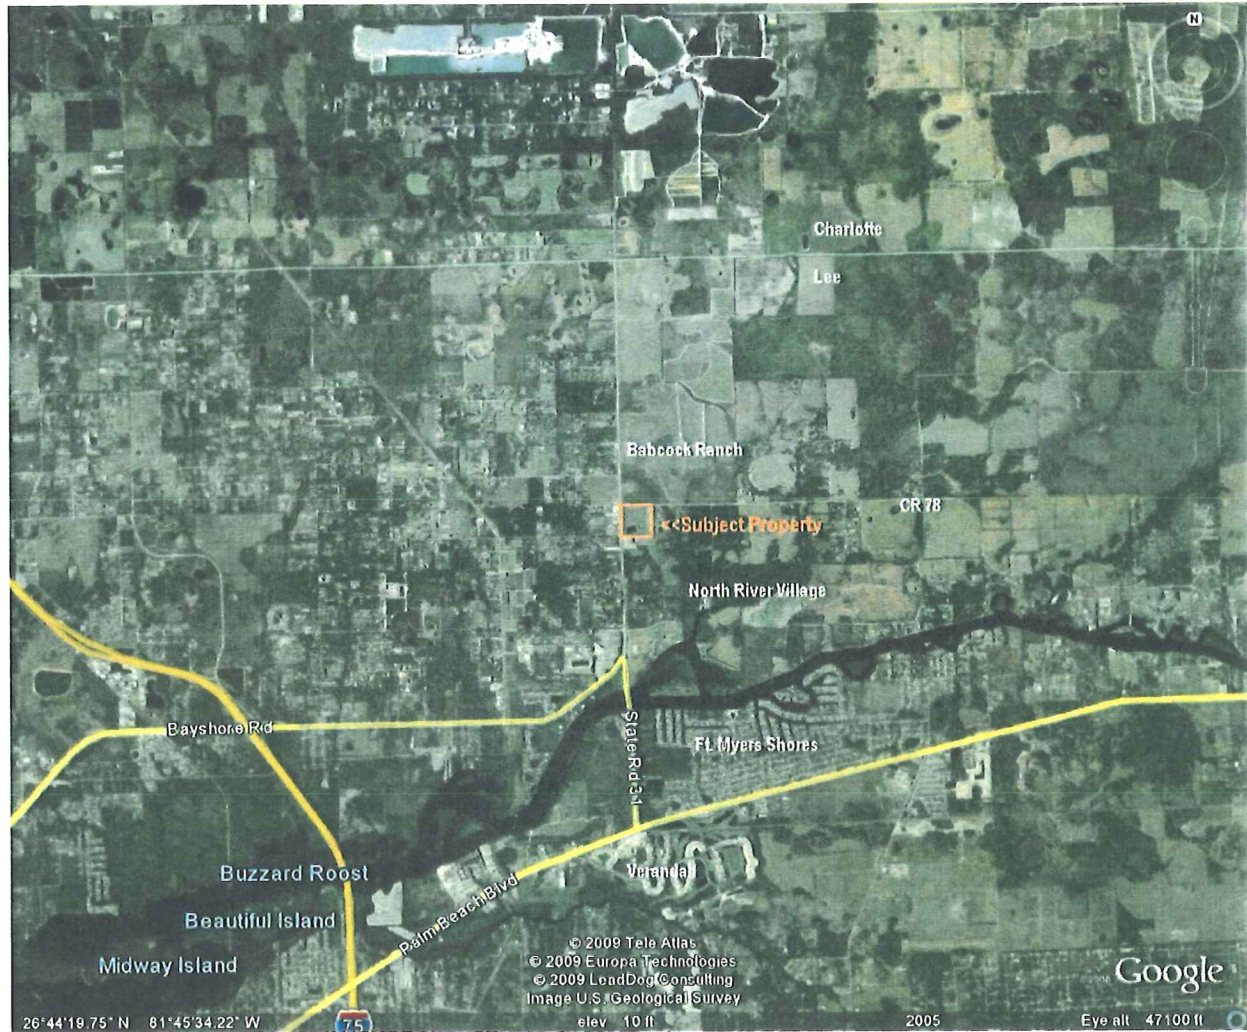 N
Charlotte
Lee
Babcock Ranch
CR 78
<<Subject Property
North River Village
Bayshore Rd
State Rd 31
Ft. Myers Shores
Buzzard Roost
Verandah
Beautiful Island
Palm Beach Blvd
Midway Island
© 2009 Tele Atlas
© 2009 Europa Technologies
© 2009 LeadDog Consulting
Image U.S. Geological Survey
Google
26°44'19.75" N 81°45'34.22" W
75
elev 10 ft
2005
Eye alt 47100 ft